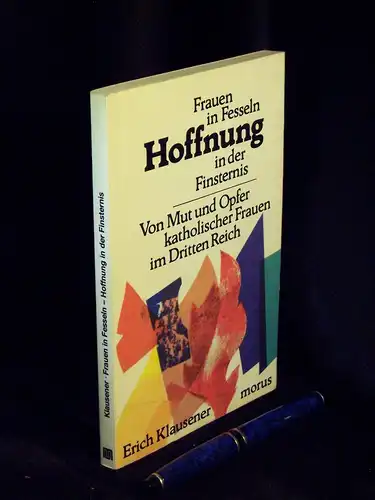 Frauen
in Fesseln
Hoffnung
in der
Finsternis
Von Mut und Opfer
katholischer Frauen
im Dritten Reich
Erich Klausener
morus
Klausener · Frauen in Fesseln – Hoffnung in der Finsternis